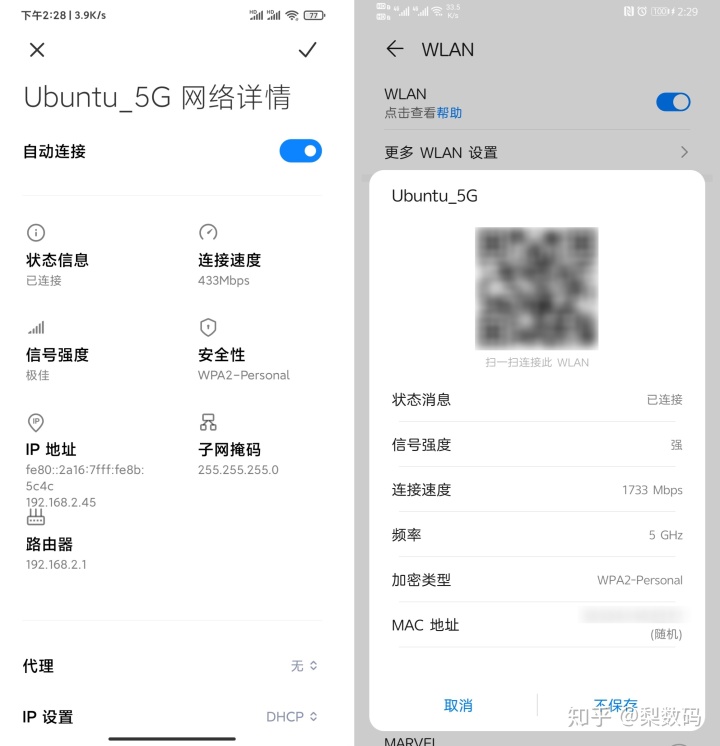 下午2:28 | 3.9K/s
77
Ubuntu_5G 网络详情
自动连接
状态信息
已连接
连接速度
433Mbps
信号强度
极佳
安全性
WPA2-Personal
IP 地址
fe80::2a16:7fff:fe8b:
5c4c
192.168.2.45
子网掩码
255.255.255.0
路由器
192.168.2.1
代理
无
IP 设置
DHCP
33.5
K/s
100
2:29
WLAN
WLAN
点击查看帮助
更多 WLAN 设置
Ubuntu_5G
扫一扫连接此 WLAN
状态消息
已连接
信号强度
强
连接速度
1733 Mbps
频率
5 GHz
加密类型
WPA2-Personal
MAC 地址
(随机)
取消
不保存
MARVEL
知乎 @梨数码